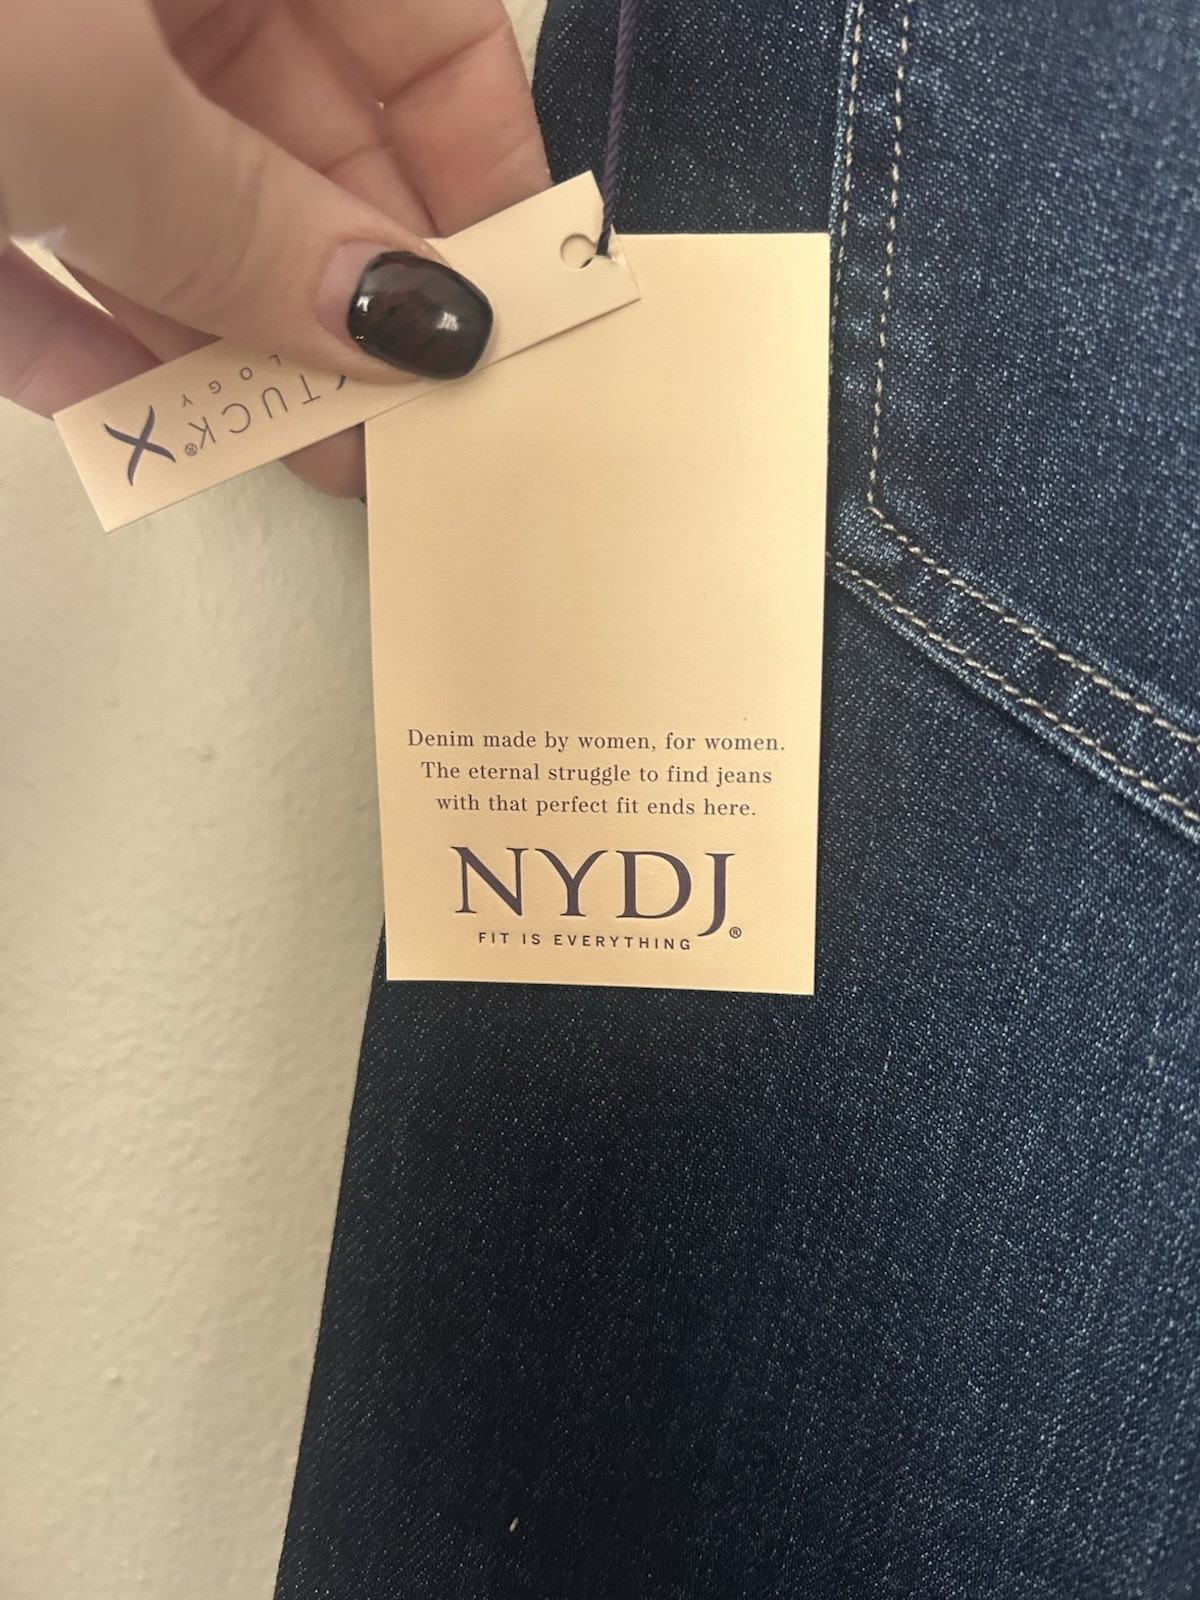 TUCK®
LOGY
Denim made by women, for women.
The eternal struggle to find jeans
with that perfect fit ends here.
NYDJ®
FIT IS EVERYTHING